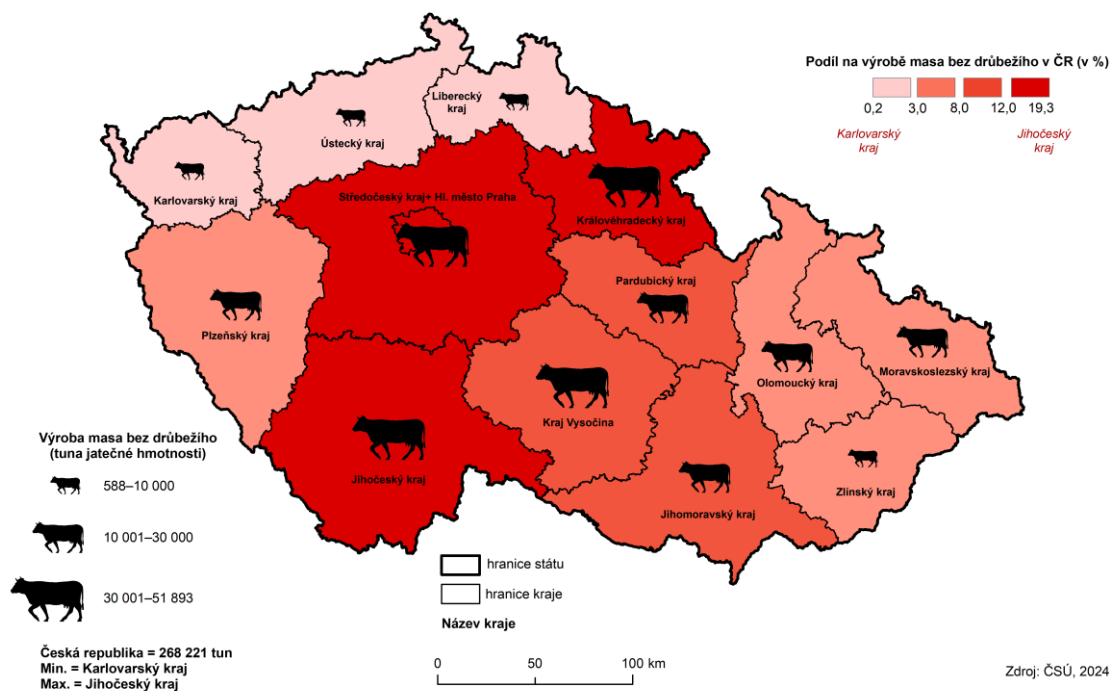 Podíl na výrobě masa bez drůbežího v ČR (v %)
0,2 3,0 8,0 12,0 19,3
Karlovarský
kraj
Jihočeský
kraj
Liberecký
kraj
Ústecký kraj
Karlovarský kraj
Středočeský kraj+ Hl. město Praha
Královéhradecký kraj
Pardubický kraj
Plzeňský kraj
Olomoucký kraj
Moravskoslezský kraj
Kraj Vysočina
Jihočeský kraj
Zlínský kraj
Jihomoravský kraj
Výroba masa bez drůbežího
(tuna jatečné hmotnosti)
588–10 000
10 001–30 000
30 001–51 893
hranice státu
hranice kraje
Název kraje
Česká republika = 268 221 tun
Min. = Karlovarský kraj
Max. = Jihočeský kraj
0 50 100 km
Zdroj: ČSÚ, 2024